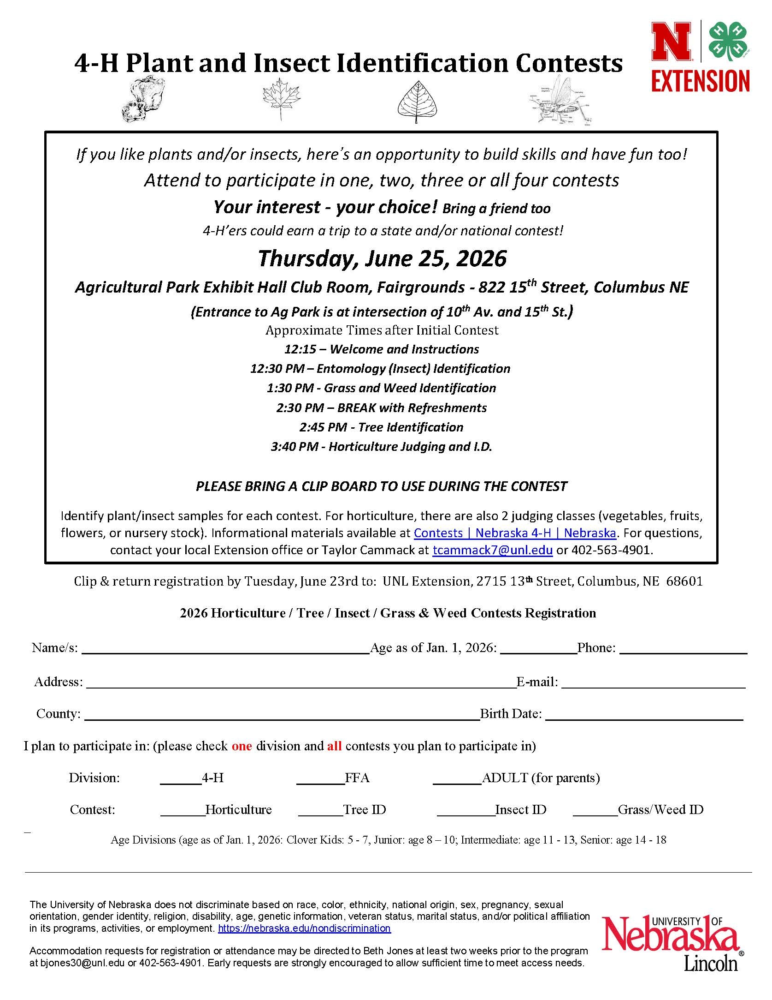 4-H Plant and Insect Identification Contests
N
H H H H
EXTENSION
If you like plants and/or insects, here's an opportunity to build skills and have fun too!
Attend to participate in one, two, three or all four contests
Your interest - your choice! Bring a friend too
4-H'ers could earn a trip to a state and/or national contest!
Thursday, June 25, 2026
Agricultural Park Exhibit Hall Club Room, Fairgrounds - 822 15th Street, Columbus NE
(Entrance to Ag Park is at intersection of 10th Av. and 15th St.)
Approximate Times after Initial Contest
12:15 – Welcome and Instructions
12:30 PM – Entomology (Insect) Identification
1:30 PM - Grass and Weed Identification
2:30 PM – BREAK with Refreshments
2:45 PM - Tree Identification
3:40 PM - Horticulture Judging and I.D.
PLEASE BRING A CLIP BOARD TO USE DURING THE CONTEST
Identify plant/insect samples for each contest. For horticulture, there are also 2 judging classes (vegetables, fruits,
flowers, or nursery stock). Informational materials available at Contests | Nebraska 4-H | Nebraska. For questions,
contact your local Extension office or Taylor Cammack at tcammack7@unl.edu or 402-563-4901.
Clip & return registration by Tuesday, June 23rd to: UNL Extension, 2715 13th Street, Columbus, NE 68601
2026 Horticulture / Tree / Insect / Grass & Weed Contests Registration
Name/s: ____ Age as of Jan. 1, 2026: ____ Phone: ____
Address: ____ E-mail: ____
County: ____ Birth Date: ____
I plan to participate in: (please check one division and all contests you plan to participate in)
Division: ____4-H ____FFA ____ADULT (for parents)
Contest: ____Horticulture ____Tree ID ____Insect ID ____Grass/Weed ID
Age Divisions (age as of Jan. 1, 2026: Clover Kids: 5 - 7, Junior: age 8 – 10; Intermediate: age 11 - 13, Senior: age 14 - 18
The University of Nebraska does not discriminate based on race, color, ethnicity, national origin, sex, pregnancy, sexual
orientation, gender identity, religion, disability, age, genetic information, veteran status, marital status, and/or political affiliation
in its programs, activities, or employment. https://nebraska.edu/nondiscrimination
Accommodation requests for registration or attendance may be directed to Beth Jones at least two weeks prior to the program
at bjones30@unl.edu or 402-563-4901. Early requests are strongly encouraged to allow sufficient time to meet access needs.
UNIVERSITY OF
Nebraska
Lincoln®